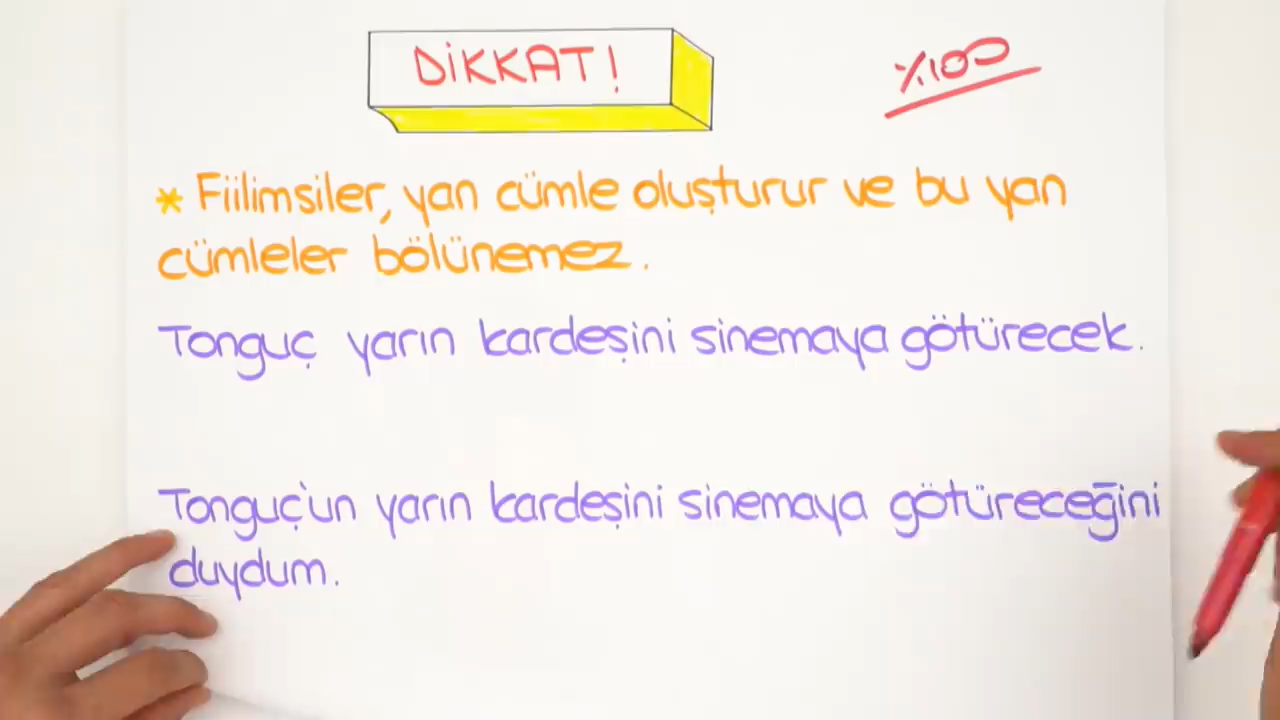 DİKKAT!
%100
* Fiilimsiler, yan cümle oluşturur ve bu yan
cümleler bölünemez.
Tonguç yarın kardeşini sinemaya götürecek.
Tonguç'un yarın kardeşini sinemaya götüreceğini
duydum.